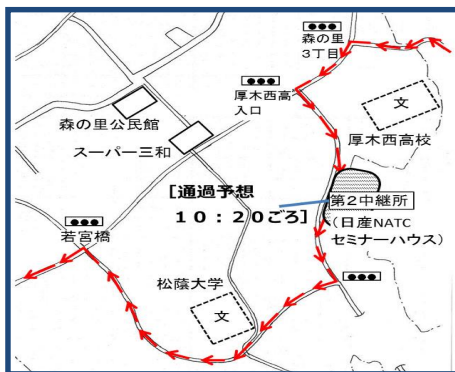 森の里
3丁目
厚木西高
入口
文
厚木西高校
森の里公民館
スーパー三和
[通過予想
10:20ごろ]
第2中継所
(日産NATC
セミナーハウス)
若宮橋
松蔭大学
文